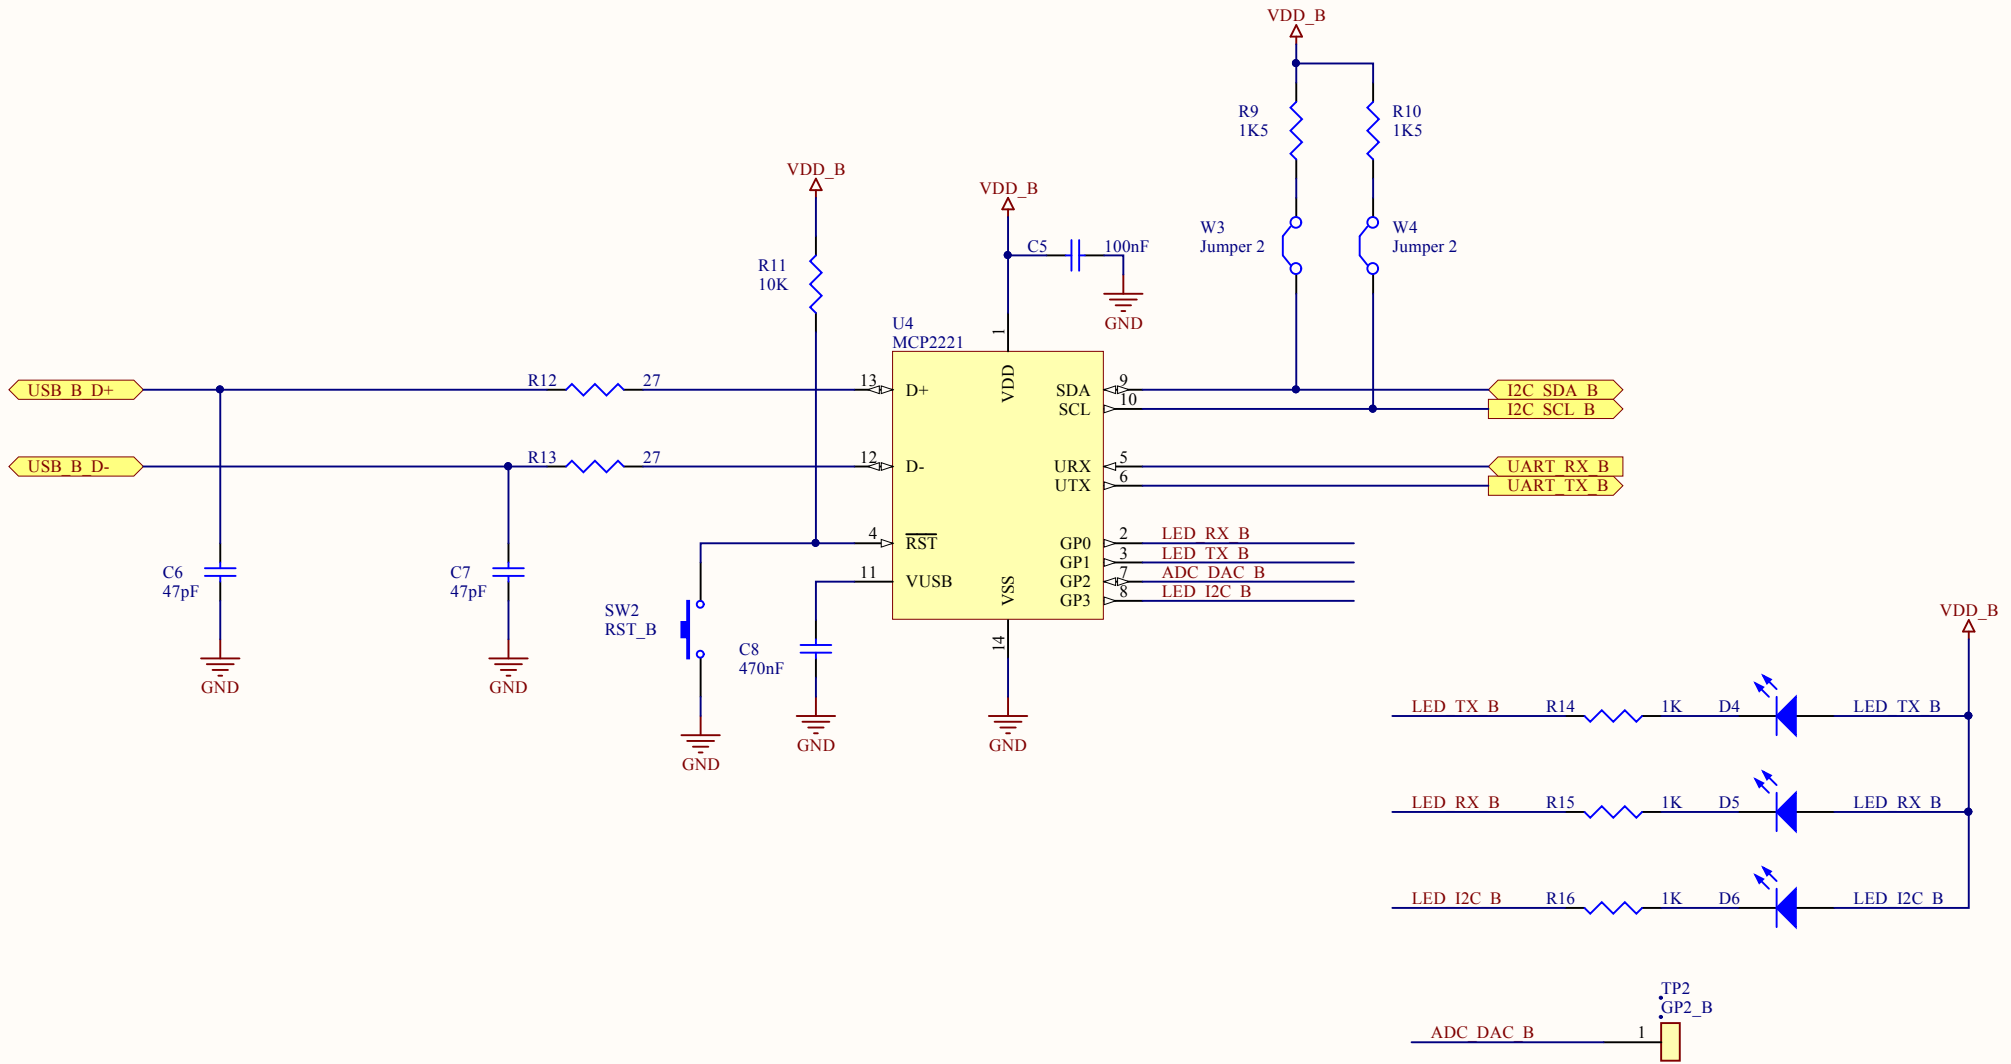 VDD_B
R9
1K5
R10
1K5
VDD_B
VDD_B
W3
Jumper 2
W4
Jumper 2
C5
100nF
R11
10K
GND
U4
MCP2221
1
VDD
USB_B_D+
R12
27
13
D+
SDA
9
I2C_SDA_B
SCL
10
I2C_SCL_B
USB_B_D-
R13
27
12
D-
URX
5
UART_RX_B
UTX
6
UART_TX_B
4
RST
GP0
2
LED_RX_B
GP1
3
LED_TX_B
11
VUSB
GP2
7
ADC_DAC_B
GP3
8
LED_I2C_B
VSS
14
C6
47pF
C7
47pF
SW2
RST_B
C8
470nF
GND
GND
GND
GND
GND
VDD_B
LED_TX_B
R14
1K
D4
LED_TX_B
LED_RX_B
R15
1K
D5
LED_RX_B
LED_I2C_B
R16
1K
D6
LED_I2C_B
TP2
GP2_B
ADC_DAC_B
1